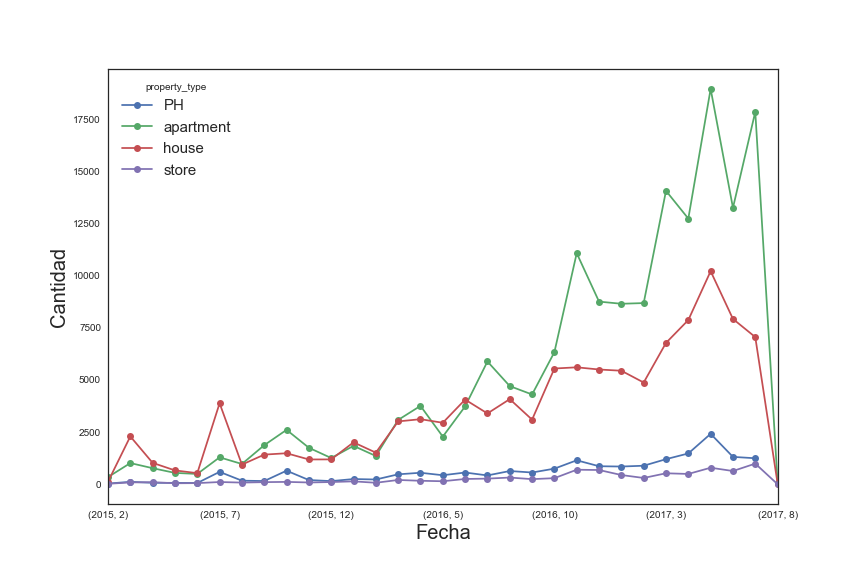 property_type
PH
apartment
house
store
Cantidad
17500
15000
12500
10000
7500
5000
2500
0
(2015, 2) (2015, 7) (2015, 12) (2016, 5) (2016, 10) (2017, 3) (2017, 8)
Fecha